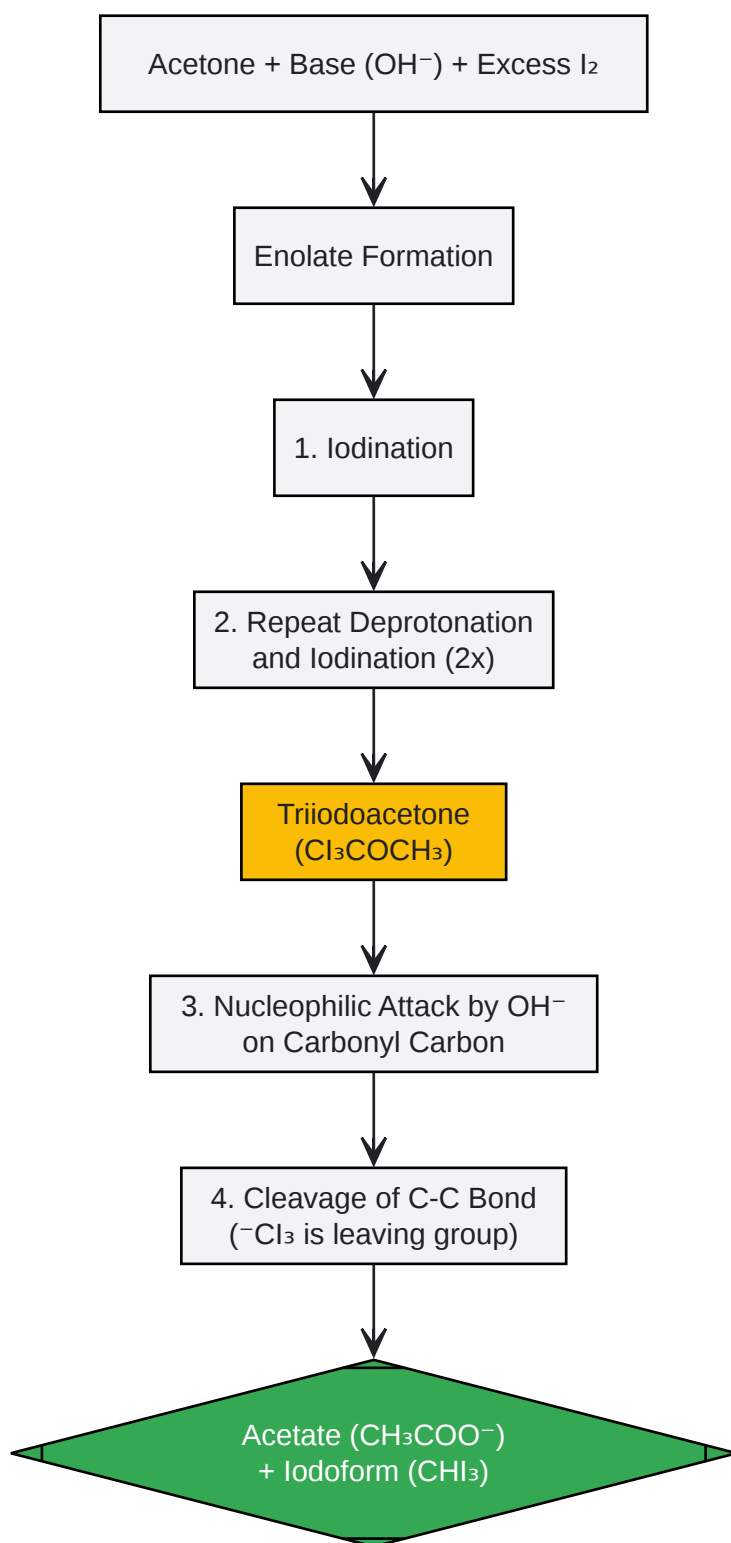 Acetone + Base (OH⁻) + Excess I₂
Enolate Formation
1. Iodination
2. Repeat Deprotonation
and Iodination (2x)
Triiodoacetone
(CI₃COCH₃)
3. Nucleophilic Attack by OH⁻
on Carbonyl Carbon
4. Cleavage of C-C Bond
(⁻CI₃ is leaving group)
Acetate (CH₃COO⁻)
+ Iodoform (CHI₃)